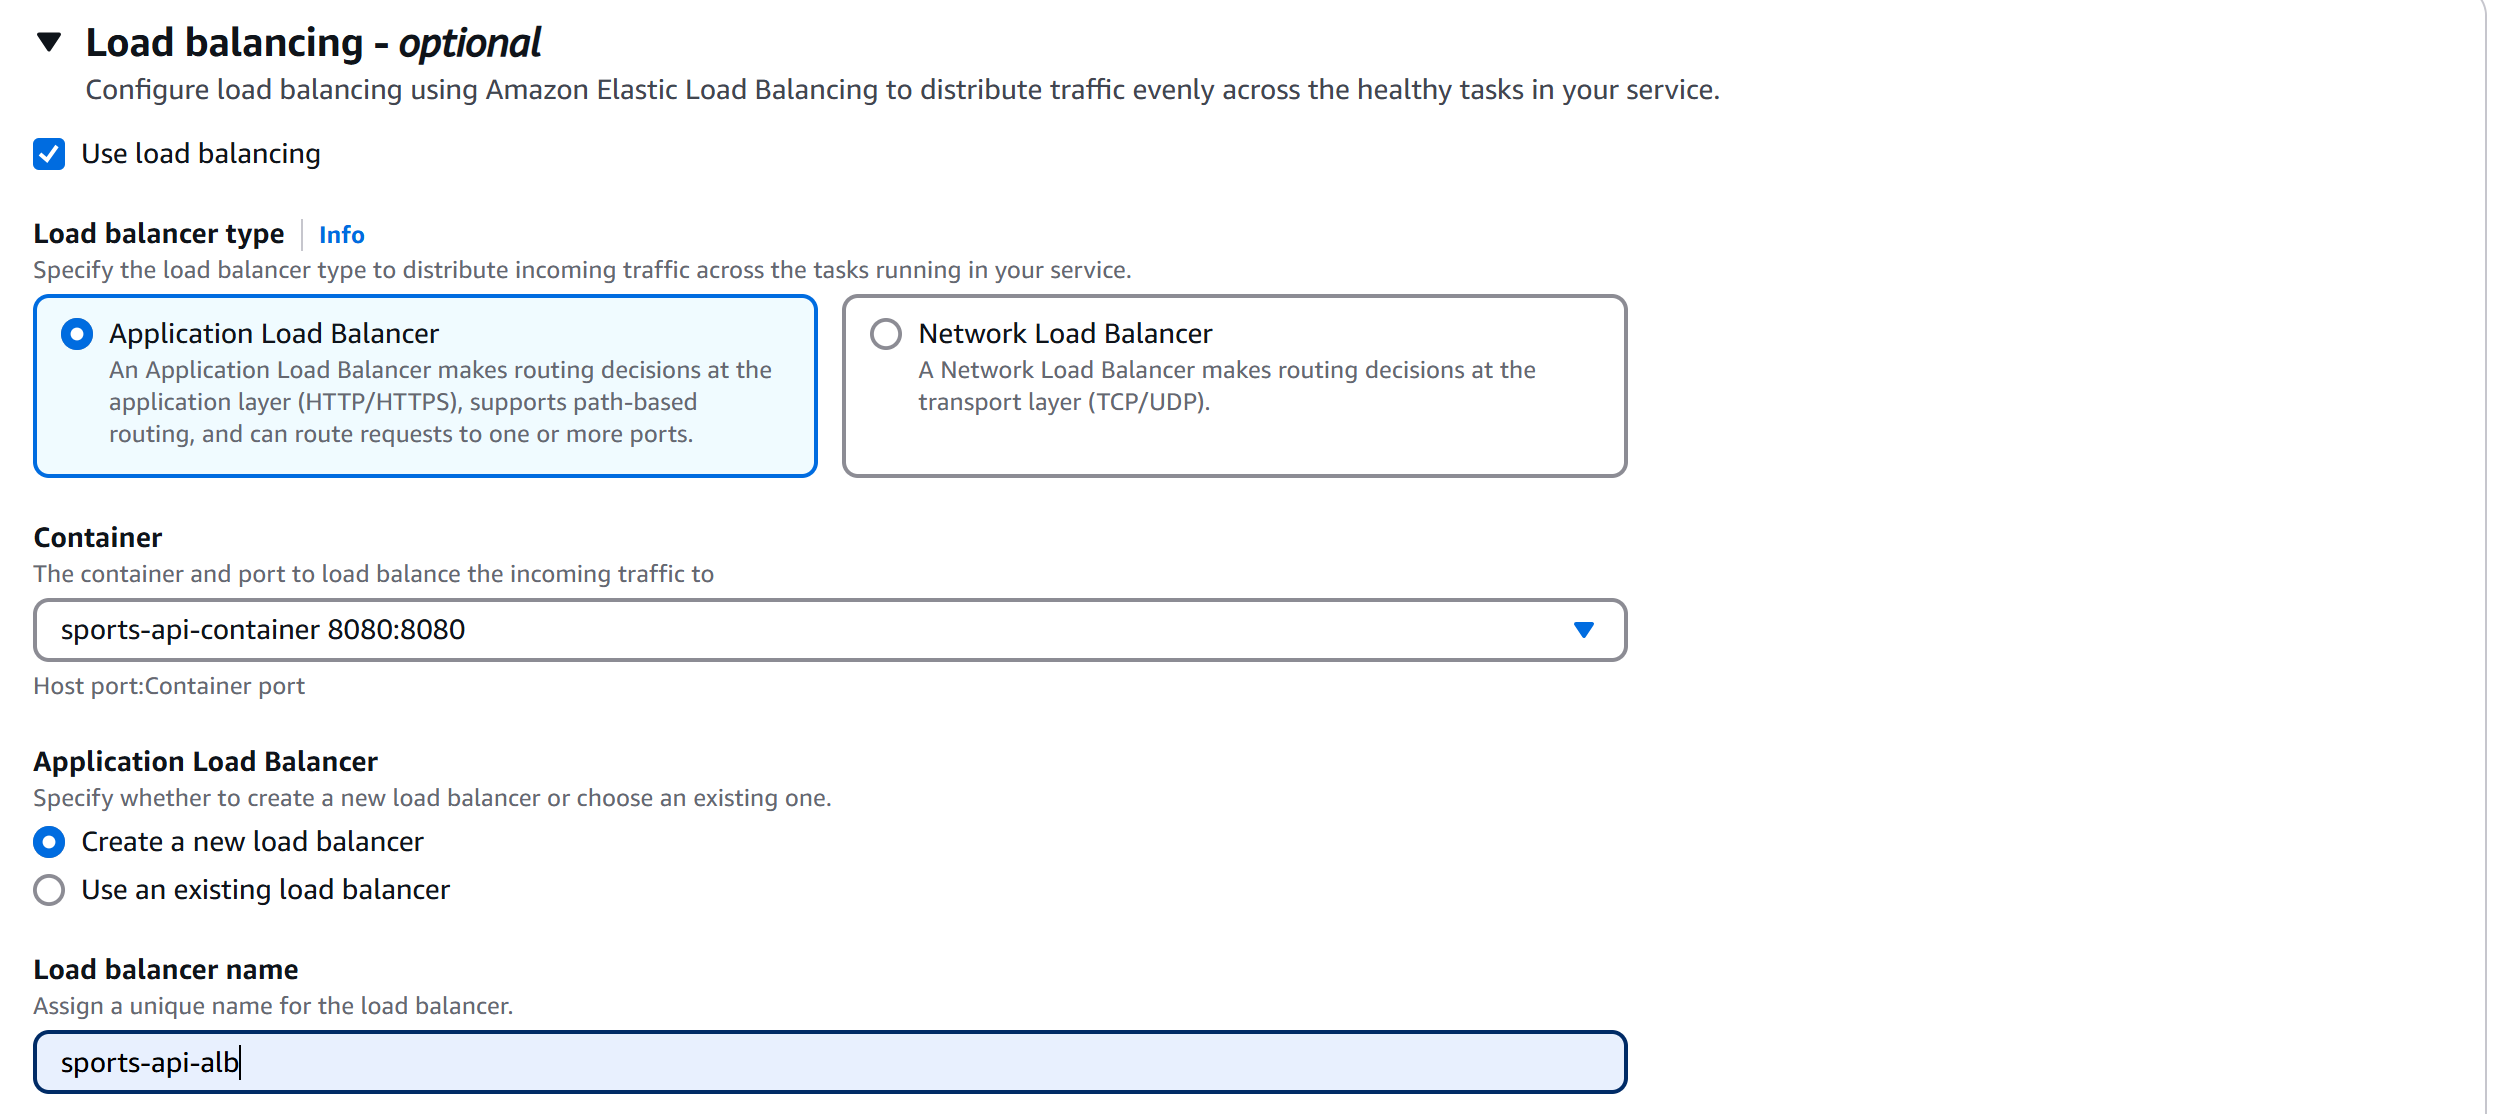 Load balancing - optional
Configure load balancing using Amazon Elastic Load Balancing to distribute traffic evenly across the healthy tasks in your service.
Use load balancing
Load balancer type Info
Specify the load balancer type to distribute incoming traffic across the tasks running in your service.
Application Load Balancer
An Application Load Balancer makes routing decisions at the
application layer (HTTP/HTTPS), supports path-based
routing, and can route requests to one or more ports.
Network Load Balancer
A Network Load Balancer makes routing decisions at the
transport layer (TCP/UDP).
Container
The container and port to load balance the incoming traffic to
sports-api-container 8080:8080
Host port:Container port
Application Load Balancer
Specify whether to create a new load balancer or choose an existing one.
Create a new load balancer
Use an existing load balancer
Load balancer name
Assign a unique name for the load balancer.
sports-api-alb